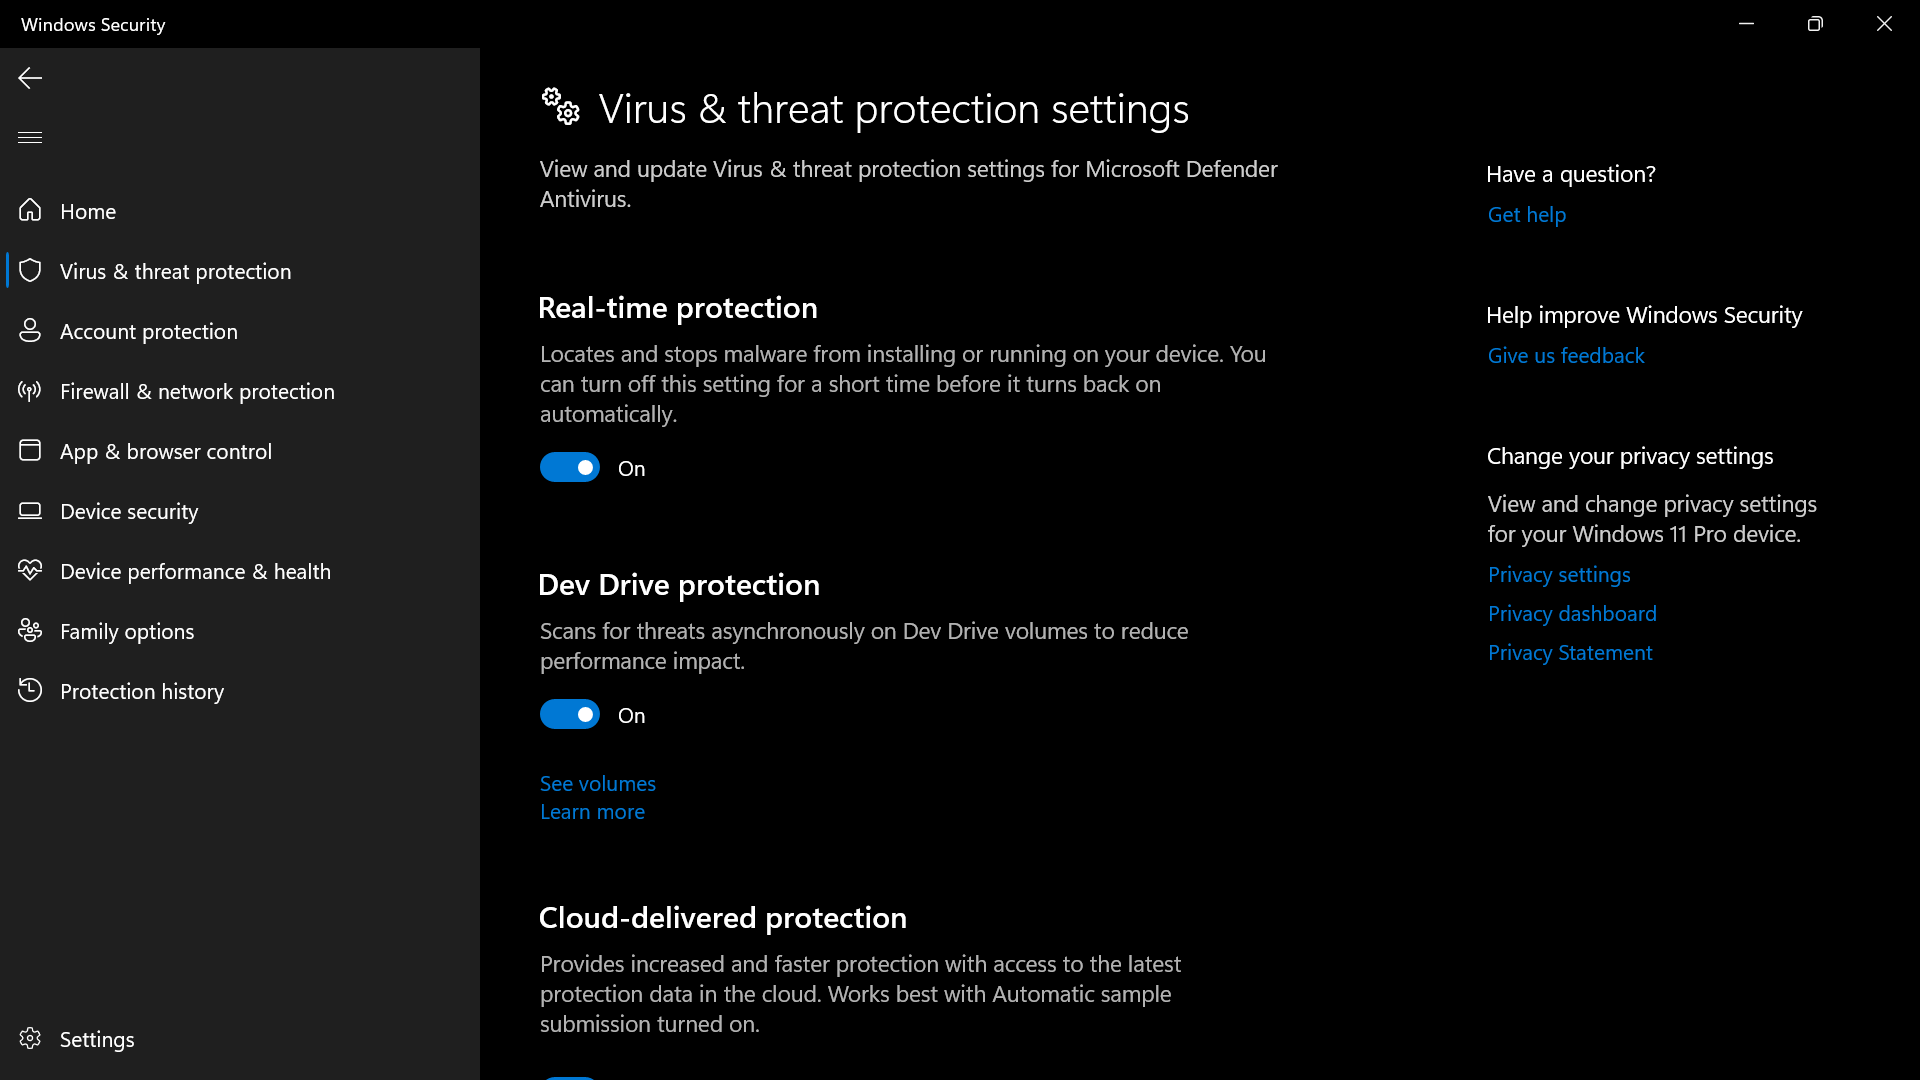 Windows Security
Home
Virus & threat protection
Account protection
Firewall & network protection
App & browser control
Device security
Device performance & health
Family options
Protection history
Settings
Virus & threat protection settings
View and update Virus & threat protection settings for Microsoft Defender
Antivirus.
Real-time protection
Locates and stops malware from installing or running on your device. You
can turn off this setting for a short time before it turns back on
automatically.
On
Dev Drive protection
Scans for threats asynchronously on Dev Drive volumes to reduce
performance impact.
On
See volumes
Learn more
Cloud-delivered protection
Provides increased and faster protection with access to the latest
protection data in the cloud. Works best with Automatic sample
submission turned on.
Have a question?
Get help
Help improve Windows Security
Give us feedback
Change your privacy settings
View and change privacy settings
for your Windows 11 Pro device.
Privacy settings
Privacy dashboard
Privacy Statement